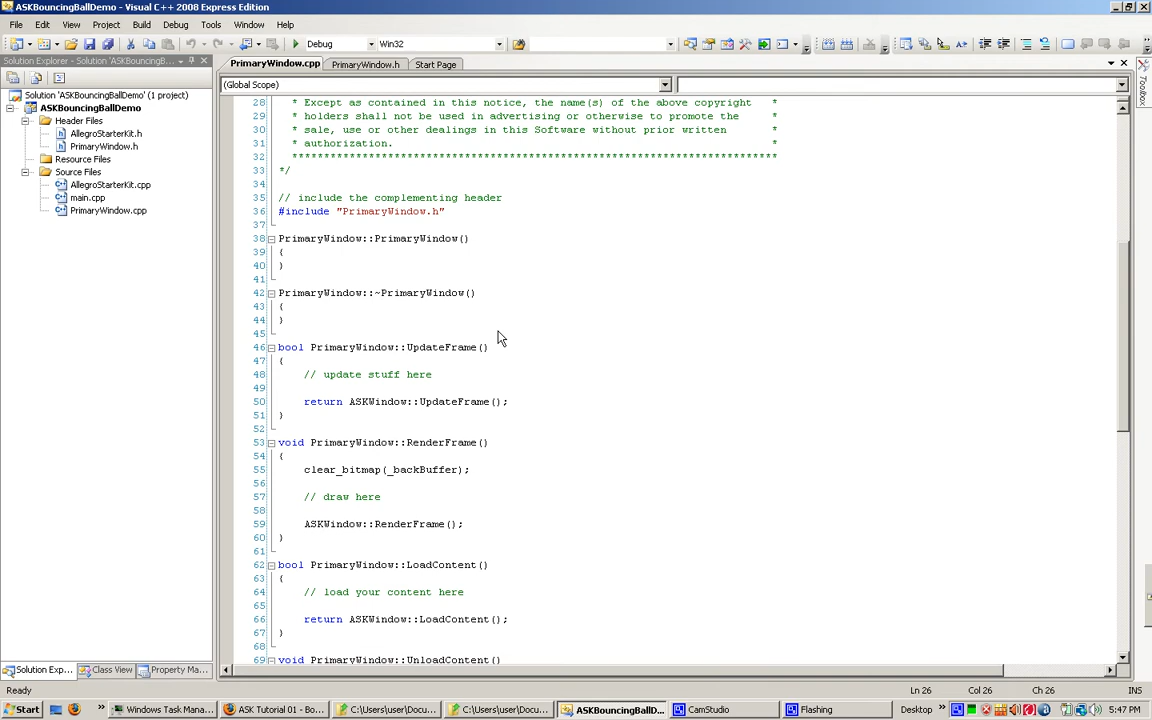 ASKBouncingBallDemo - Visual C++ 2008 Express Edition
File Edit View Project Build Debug Tools Window Help
Debug Win32
Solution Explorer - Solution 'ASKBouncingBallD...
PrimaryWindow.cpp PrimaryWindow.h Start Page
(Global Scope)
Toolbox
Solution 'ASKBouncingBallDemo' (1 project)
ASKBouncingBallDemo
Header Files
AllegroStarterKit.h
PrimaryWindow.h
Resource Files
Source Files
AllegroStarterKit.cpp
main.cpp
PrimaryWindow.cpp
28 * Except as contained in this notice, the name(s) of the above copyright *
29 * holders shall not be used in advertising or otherwise to promote the *
30 * sale, use or other dealings in this Software without prior written *
31 * authorization. *
32 ****************************************************************************
33 */
34
35 // include the complementing header
36 #include "PrimaryWindow.h"
37
38 PrimaryWindow::PrimaryWindow()
39 {
40 }
41
42 PrimaryWindow::~PrimaryWindow()
43 {
44 }
45
46 bool PrimaryWindow::UpdateFrame()
47 {
48 // update stuff here
49
50 return ASKWindow::UpdateFrame();
51 }
52
53 void PrimaryWindow::RenderFrame()
54 {
55 clear_bitmap(_backBuffer);
56
57 // draw here
58
59 ASKWindow::RenderFrame();
60 }
61
62 bool PrimaryWindow::LoadContent()
63 {
64 // load your content here
65
66 return ASKWindow::LoadContent();
67 }
68
69 void PrimaryWindow::UnloadContent()
Solution Exp... Class View Property Ma...
Ready Ln 26 Col 26 Ch 26 INS
Start » Windows Task Mana... ASK Tutorial 01 - Bo... C:\Users\user\Docu... C:\Users\user\Docu... ASKBouncingBallD... CamStudio Flashing Desktop » 5:47 PM